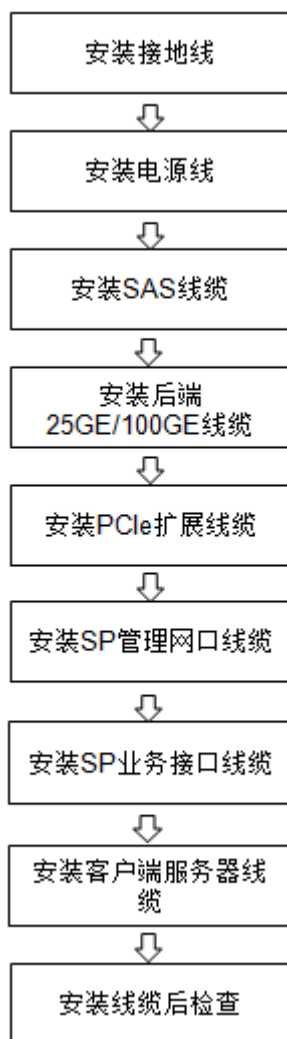 安装接地线
安装电源线
安装SAS线缆
安装后端
25GE/100GE线缆
安装PCIe扩展线缆
安装SP管理网口线缆
安装SP业务接口线缆
安装客户端服务器线
缆
安装线缆后检查